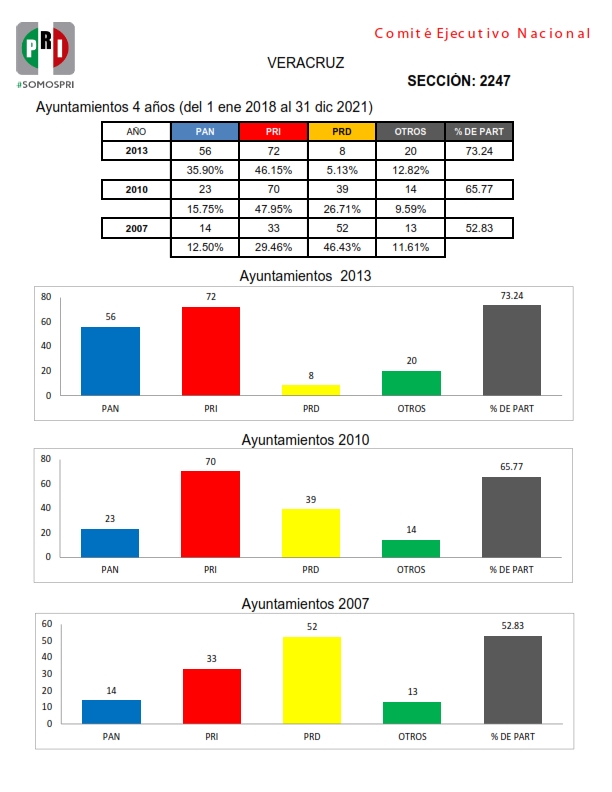 PRI
#SOMOSPRI
Comité Ejecutivo Nacional
VERACRUZ
SECCIÓN: 2247
Ayuntamientos 4 años (del 1 ene 2018 al 31 dic 2021)
AÑO PAN PRI PRD OTROS % DE PART
2013 56 72 8 20 73.24
35.90% 46.15% 5.13% 12.82%
2010 23 70 39 14 65.77
15.75% 47.95% 26.71% 9.59%
2007 14 33 52 13 52.83
12.50% 29.46% 46.43% 11.61%
Ayuntamientos 2013
80
60
40
20
0
56 72 8 20 73.24
PAN PRI PRD OTROS % DE PART
Ayuntamientos 2010
80
60
40
20
0
23 70 39 14 65.77
PAN PRI PRD OTROS % DE PART
Ayuntamientos 2007
60
50
40
30
20
10
0
14 33 52 13 52.83
PAN PRI PRD OTROS % DE PART